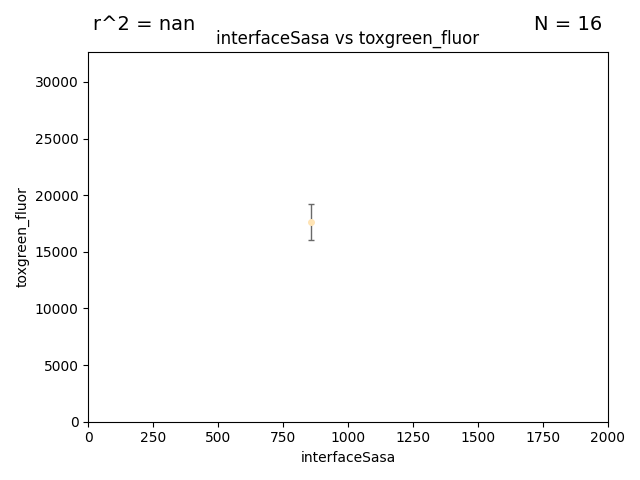 r^2 = nan
N = 16
interfaceSasa vs toxgreen_fluor
30000
25000
20000
15000
10000
5000
0
toxgreen_fluor
0 250 500 750 1000 1250 1500 1750 2000
interfaceSasa